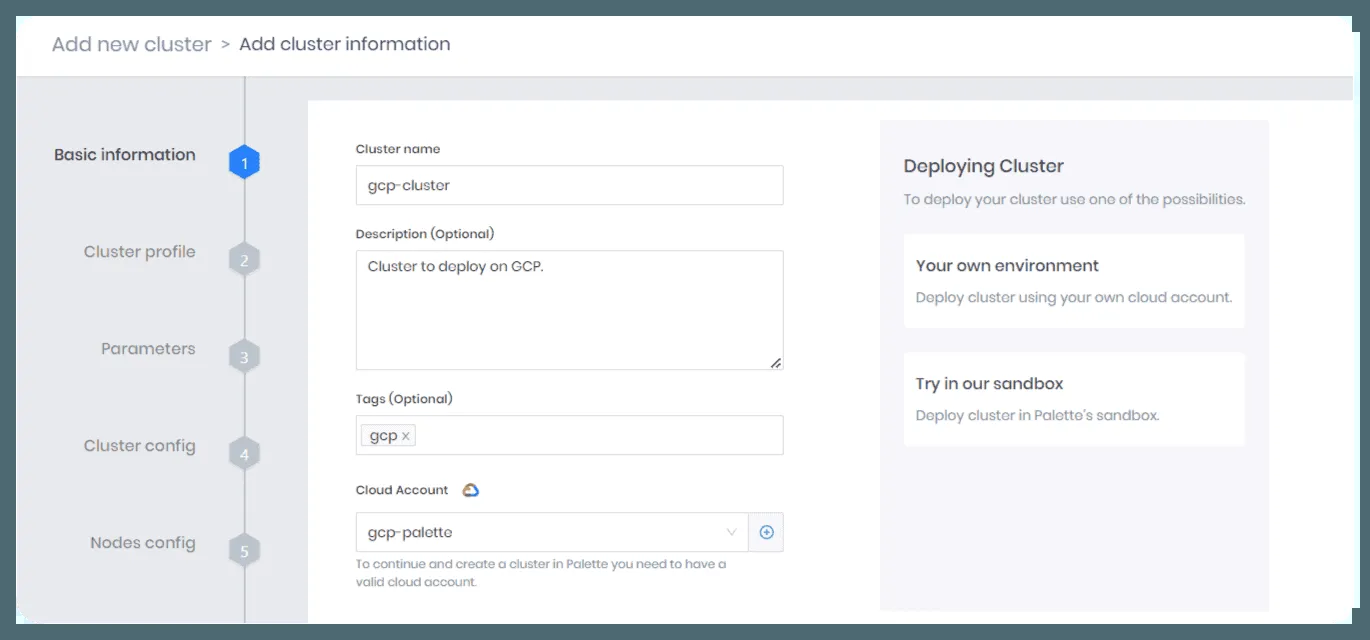 Add new cluster > Add cluster information
Basic information
1
Cluster profile
2
Parameters
3
Cluster config
4
Nodes config
5
Cluster name
gcp-cluster
Description (Optional)
Cluster to deploy on GCP.
Tags (Optional)
gcp x
Cloud Account
gcp-palette
To continue and create a cluster in Palette you need to have a
valid cloud account.
Deploying Cluster
To deploy your cluster use one of the possibilities.
Your own environment
Deploy cluster using your own cloud account.
Try in our sandbox
Deploy cluster in Palette's sandbox.